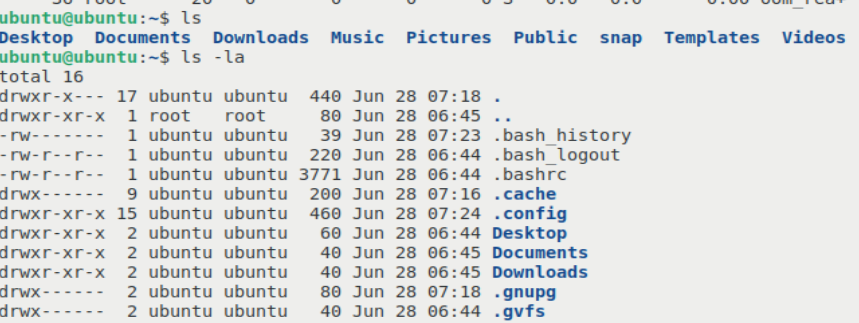 ubuntu@ubuntu:~$ ls
Desktop  Documents  Downloads  Music  Pictures  Public  snap  Templates  Videos
ubuntu@ubuntu:~$ ls -la
total 16
drwxr-x--- 17 ubuntu ubuntu  440 Jun 28 07:18 .
drwxr-xr-x  1 root   root     80 Jun 28 06:45 ..
-rw-------  1 ubuntu ubuntu   39 Jun 28 07:23 .bash_history
-rw-r--r--  1 ubuntu ubuntu  220 Jun 28 06:44 .bash_logout
-rw-r--r--  1 ubuntu ubuntu 3771 Jun 28 06:44 .bashrc
drwx------  9 ubuntu ubuntu  200 Jun 28 07:16 .cache
drwxr-xr-x 15 ubuntu ubuntu  460 Jun 28 07:24 .config
drwxr-xr-x  2 ubuntu ubuntu   60 Jun 28 06:44 Desktop
drwxr-xr-x  2 ubuntu ubuntu   40 Jun 28 06:45 Documents
drwxr-xr-x  2 ubuntu ubuntu   40 Jun 28 06:45 Downloads
drwx------  2 ubuntu ubuntu   80 Jun 28 07:18 .gnupg
drwx------  2 ubuntu ubuntu   40 Jun 28 06:44 .gvfs